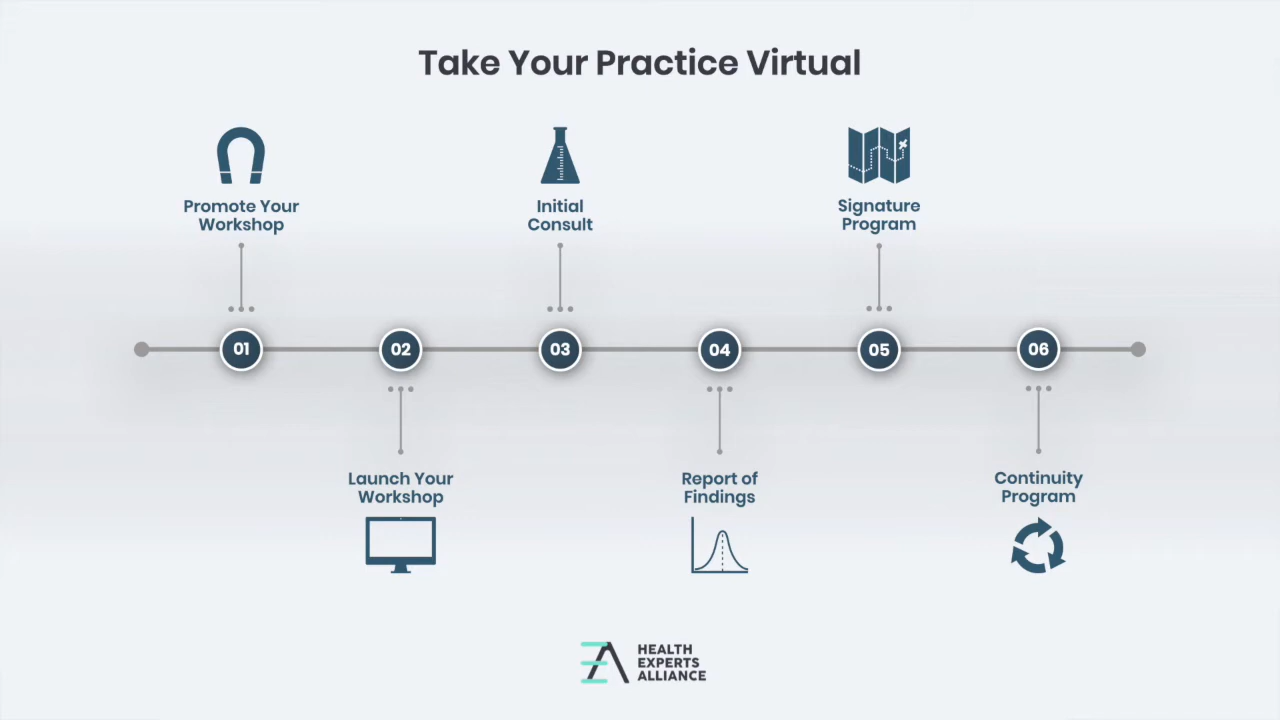 Take Your Practice Virtual
Promote Your
Workshop
Initial
Consult
Signature
Program
01
02
03
04
05
06
Launch Your
Workshop
Report of
Findings
Continuity
Program
HEALTH
EXPERTS
ALLIANCE